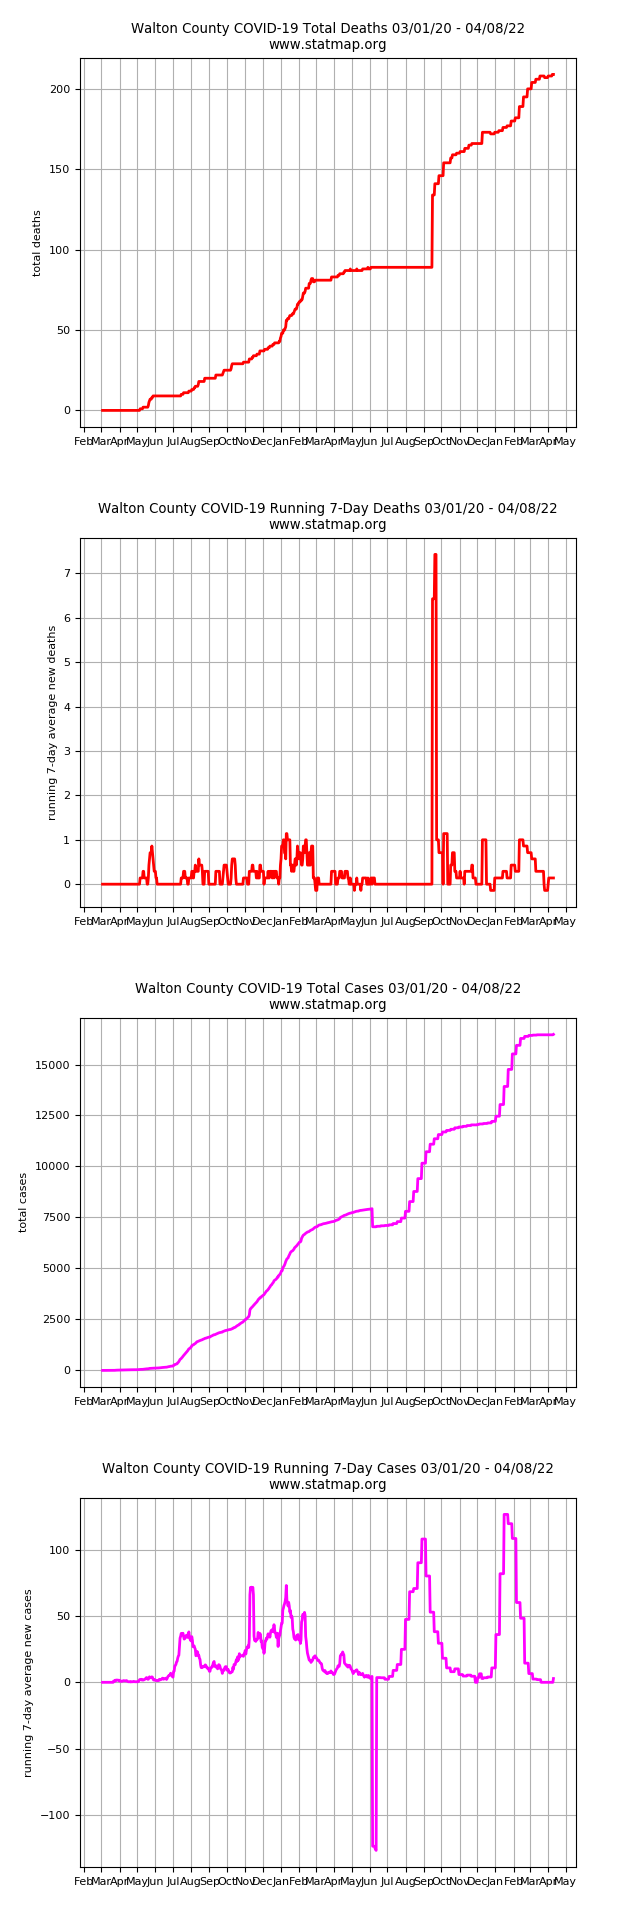 Walton County COVID-19 Total Deaths 03/01/20 - 04/08/22
www.statmap.org
200
150
100
50
0
total deaths
Feb Mar Apr May Jun Jul Aug Sep Oct Nov Dec Jan Feb Mar Apr May Jun Jul Aug Sep Oct Nov Dec Jan Feb Mar Apr May
Walton County COVID-19 Running 7-Day Deaths 03/01/20 - 04/08/22
www.statmap.org
7
6
5
4
3
2
1
0
running 7-day average new deaths
Feb Mar Apr May Jun Jul Aug Sep Oct Nov Dec Jan Feb Mar Apr May Jun Jul Aug Sep Oct Nov Dec Jan Feb Mar Apr May
Walton County COVID-19 Total Cases 03/01/20 - 04/08/22
www.statmap.org
15000
12500
10000
7500
5000
2500
0
total cases
Feb Mar Apr May Jun Jul Aug Sep Oct Nov Dec Jan Feb Mar Apr May Jun Jul Aug Sep Oct Nov Dec Jan Feb Mar Apr May
Walton County COVID-19 Running 7-Day Cases 03/01/20 - 04/08/22
www.statmap.org
100
50
0
−50
−100
running 7-day average new cases
Feb Mar Apr May Jun Jul Aug Sep Oct Nov Dec Jan Feb Mar Apr May Jun Jul Aug Sep Oct Nov Dec Jan Feb Mar Apr May